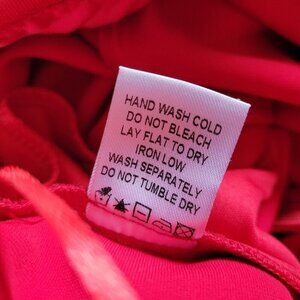 HAND WASH COLD
DO NOT BLEACH
LAY FLAT TO DRY
IRON LOW
WASH SEPARATELY
DO NOT TUMBLE DRY